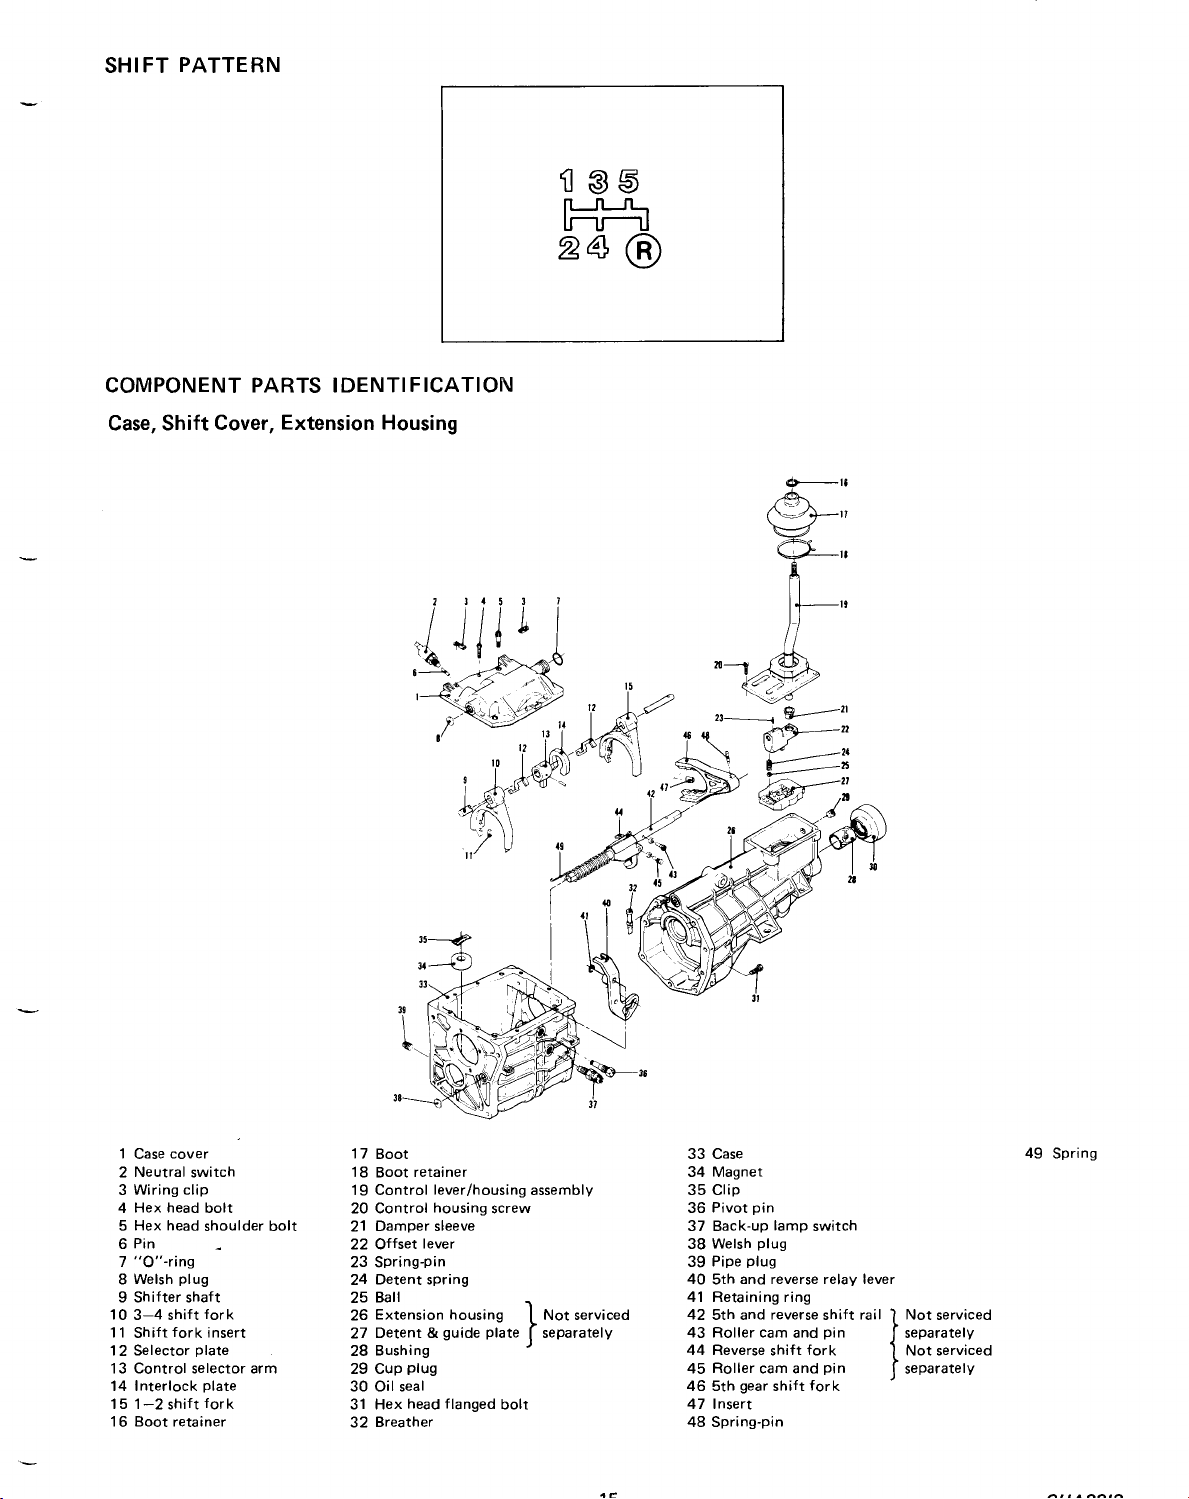 SHIFT PATTERN
1 3 5
2 4 R
COMPONENT PARTS IDENTIFICATION
Case, Shift Cover, Extension Housing
16
17
18
19
2 3 4 5 3 7
6
1
8
20
15
12
14
13
12
10
9
11
23
21
22
24
25
27
29
46 48
47
42
44
49
43
45
26
28
30
32
40
41
31
35
34
33
39
38
36
37
1 Case cover
2 Neutral switch
3 Wiring clip
4 Hex head bolt
5 Hex head shoulder bolt
6 Pin
7 "O"-ring
8 Welsh plug
9 Shifter shaft
10 3–4 shift fork
11 Shift fork insert
12 Selector plate
13 Control selector arm
14 Interlock plate
15 1–2 shift fork
16 Boot retainer
17 Boot
18 Boot retainer
19 Control lever/housing assembly
20 Control housing screw
21 Damper sleeve
22 Offset lever
23 Spring-pin
24 Detent spring
25 Ball
26 Extension housing } Not serviced
27 Detent & guide plate } separately
28 Bushing
29 Cup plug
30 Oil seal
31 Hex head flanged bolt
32 Breather
33 Case
34 Magnet
35 Clip
36 Pivot pin
37 Back-up lamp switch
38 Welsh plug
39 Pipe plug
40 5th and reverse relay lever
41 Retaining ring
42 5th and reverse shift rail } Not serviced
43 Roller cam and pin } separately
44 Reverse shift fork } Not serviced
45 Roller cam and pin } separately
46 5th gear shift fork
47 Insert
48 Spring-pin
49 Spring